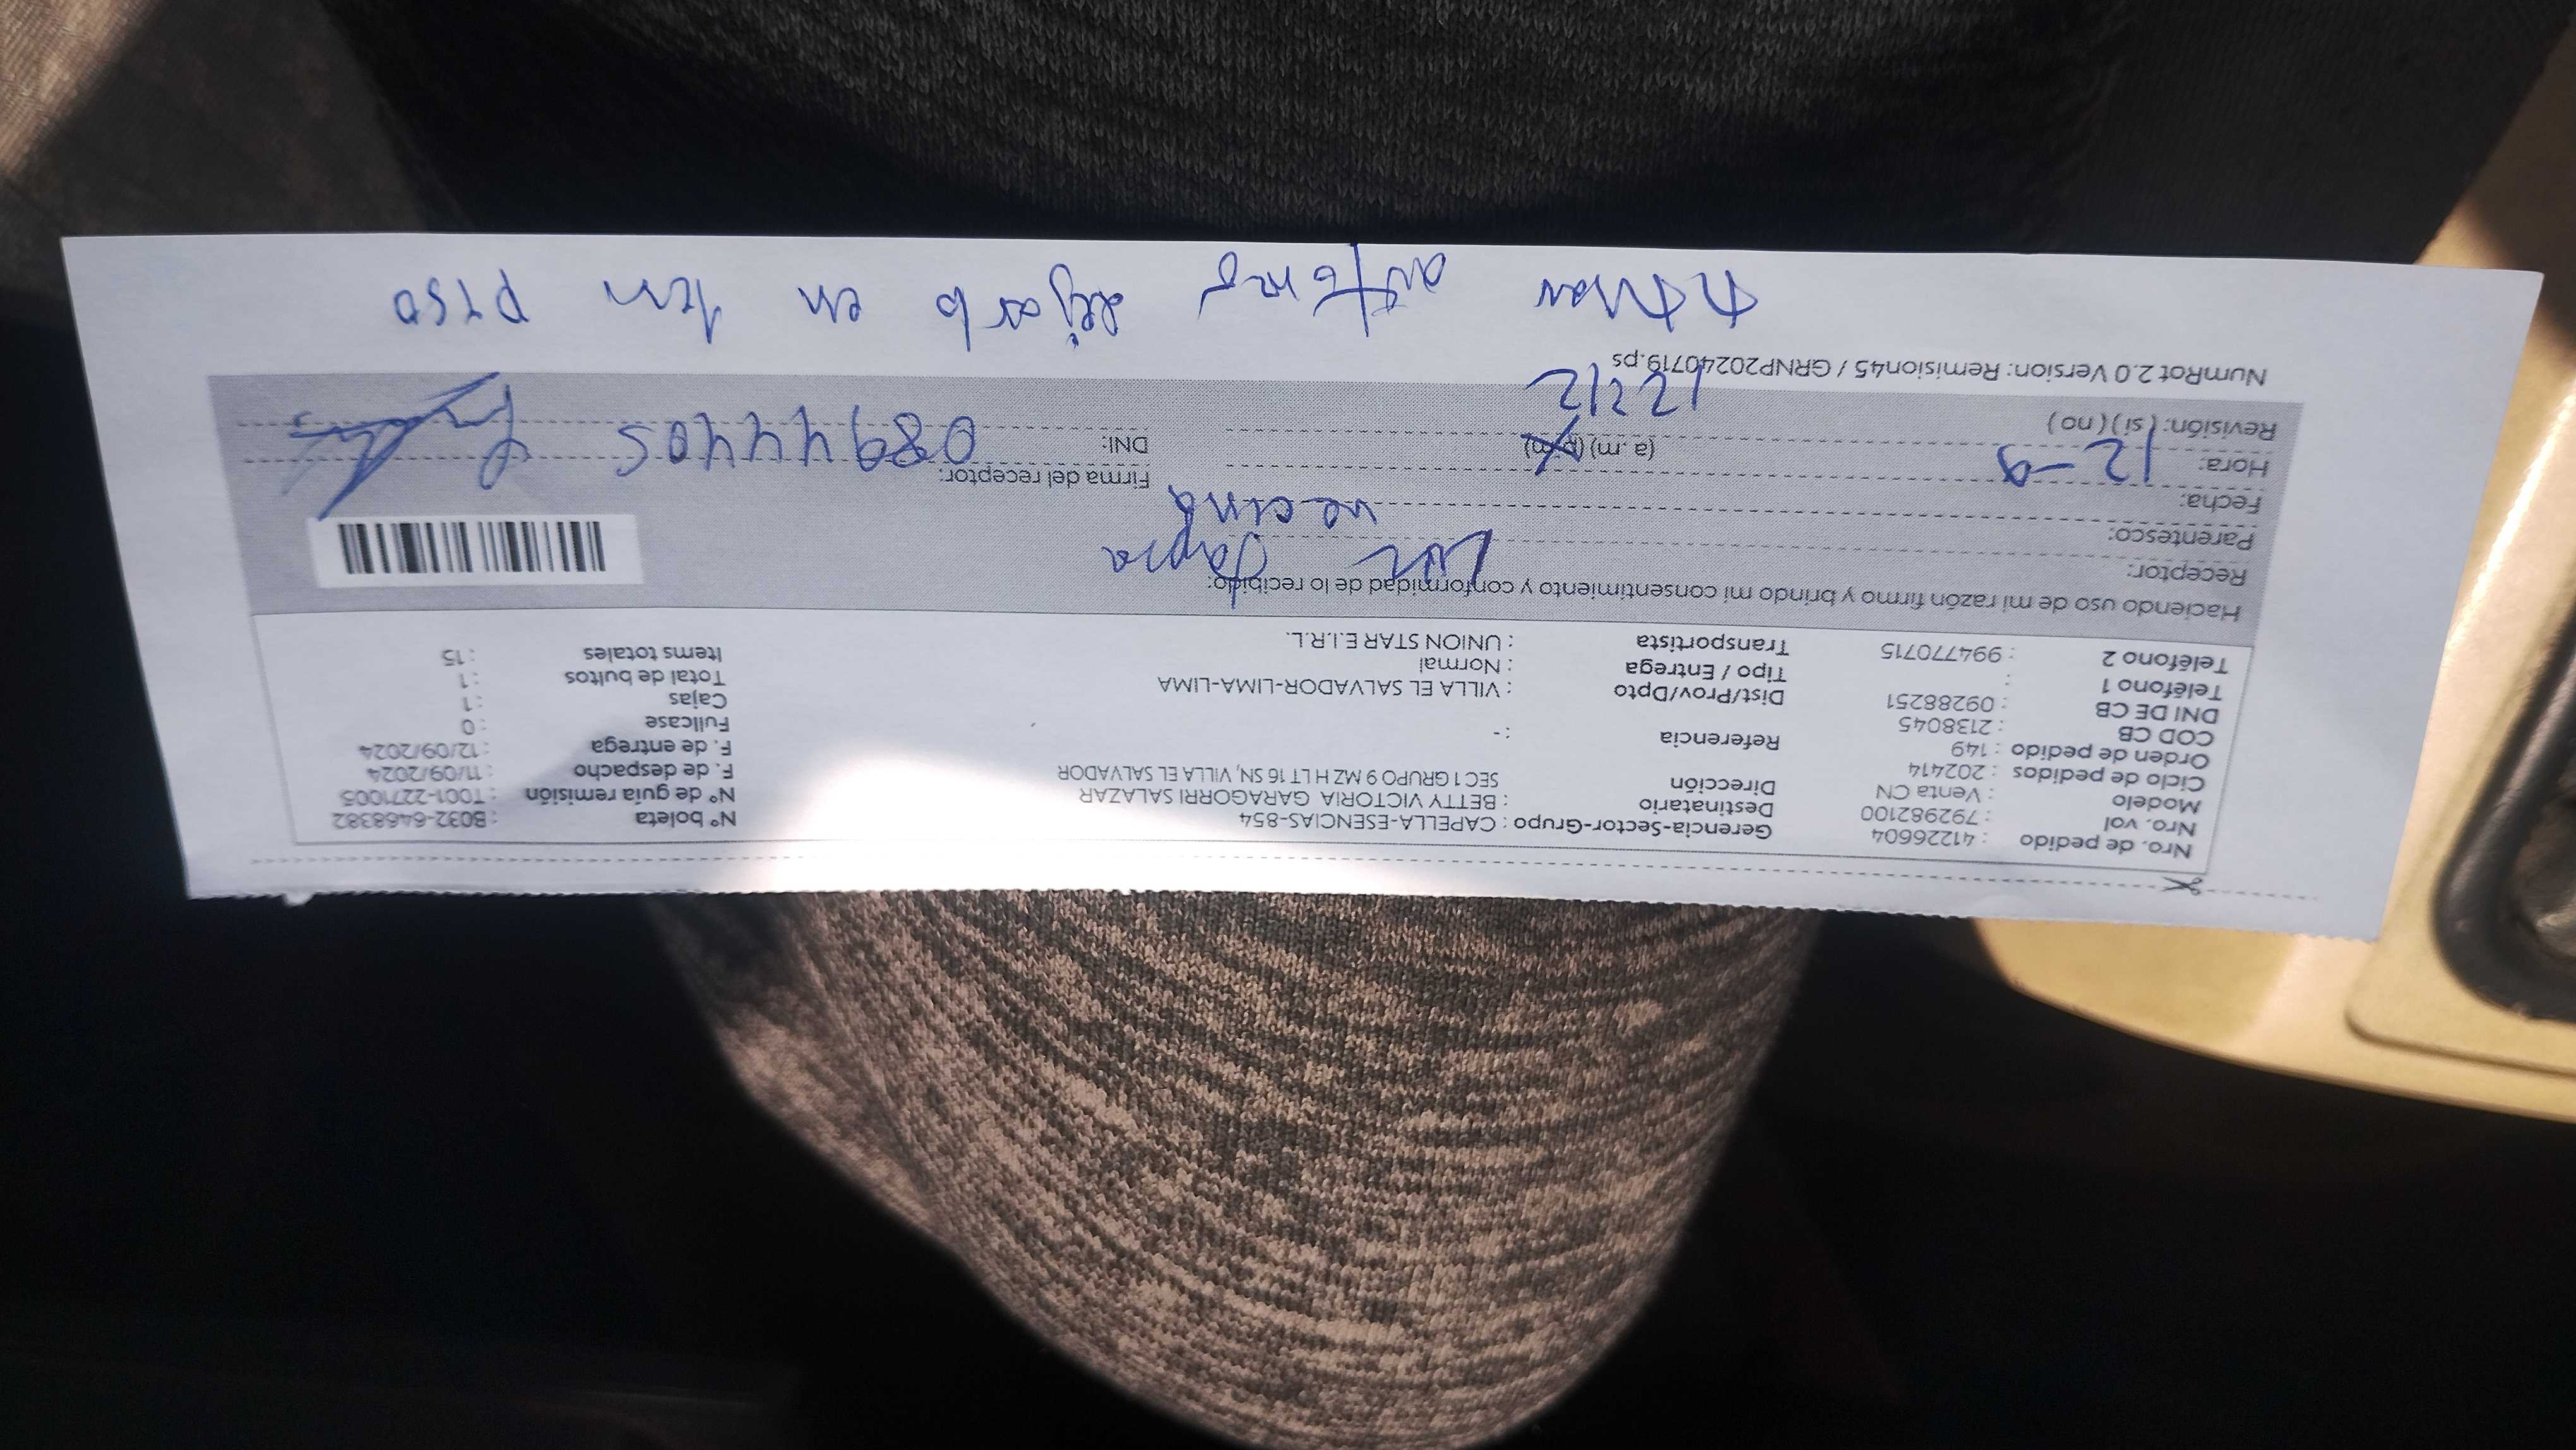 Nro. de pedido : 41226604
Nro. vol : 792982100
Modelo : Venta CN
Ciclo de pedidos : 202414
Orden de pedido : 149
COD CB : 2138045
DNI DE CB : 09288251
Teléfono 1 :
Teléfono 2 : 994770715
Gerencia-Sector-Grupo : CAPELLA-ESENCIAS-854
Destinatario : BETTY VICTORIA GARAGORRI SALAZAR
Dirección SEC 1 GRUPO 9 MZ H LT 16 SN, VILLA EL SALVADOR
Referencia : -
Dist/Prov/Dpto : VILLA EL SALVADOR-LIMA-LIMA
Tipo / Entrega : Normal
Transportista : UNION STAR E.I.R.L.
N° boleta : B032-6468382
N° de guía remisión : T001-2271005
F. de despacho : 11/09/2024
F. de entrega : 12/09/2024
Fullcase : 0
Cajas : 1
Total de bultos : 1
Items totales : 15
Haciendo uso de mi razón firmo y brindo mi consentimiento y conformidad de lo recibido:
Receptor: Luz Tapia
Parentesco: vecina
Fecha: 12-9
Hora: (a.m) (p.m) 12:12
Revisión: ( si ) ( no )
Firma del receptor:
DNI: 08944405
NumRot 2.0 Version: Remision45 / GRNP20240719.ps
autorizo dejarlo en 1er piso